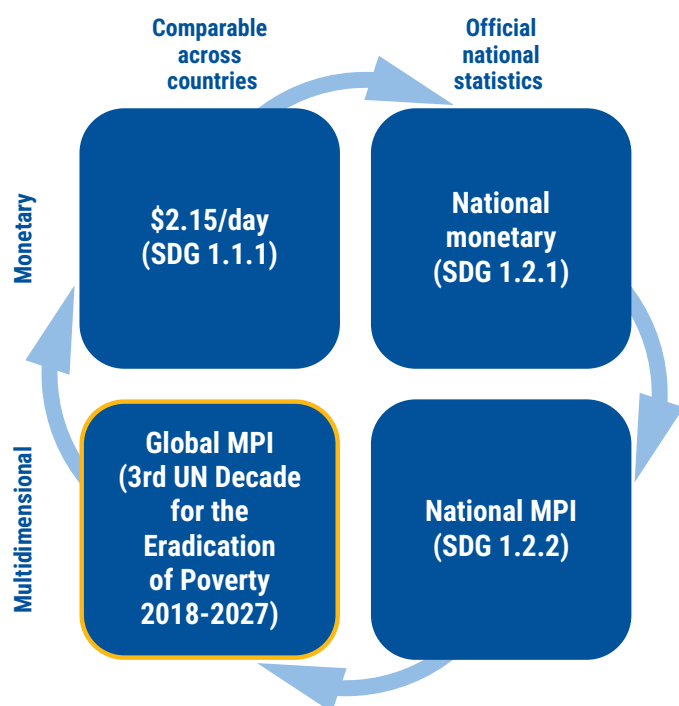 Comparable
across
countries
Official
national
statistics
Monetary
$2.15/day
(SDG 1.1.1)
National
monetary
(SDG 1.2.1)
Multidimensional
Global MPI
(3rd UN Decade
for the
Eradication
of Poverty
2018-2027)
National MPI
(SDG 1.2.2)